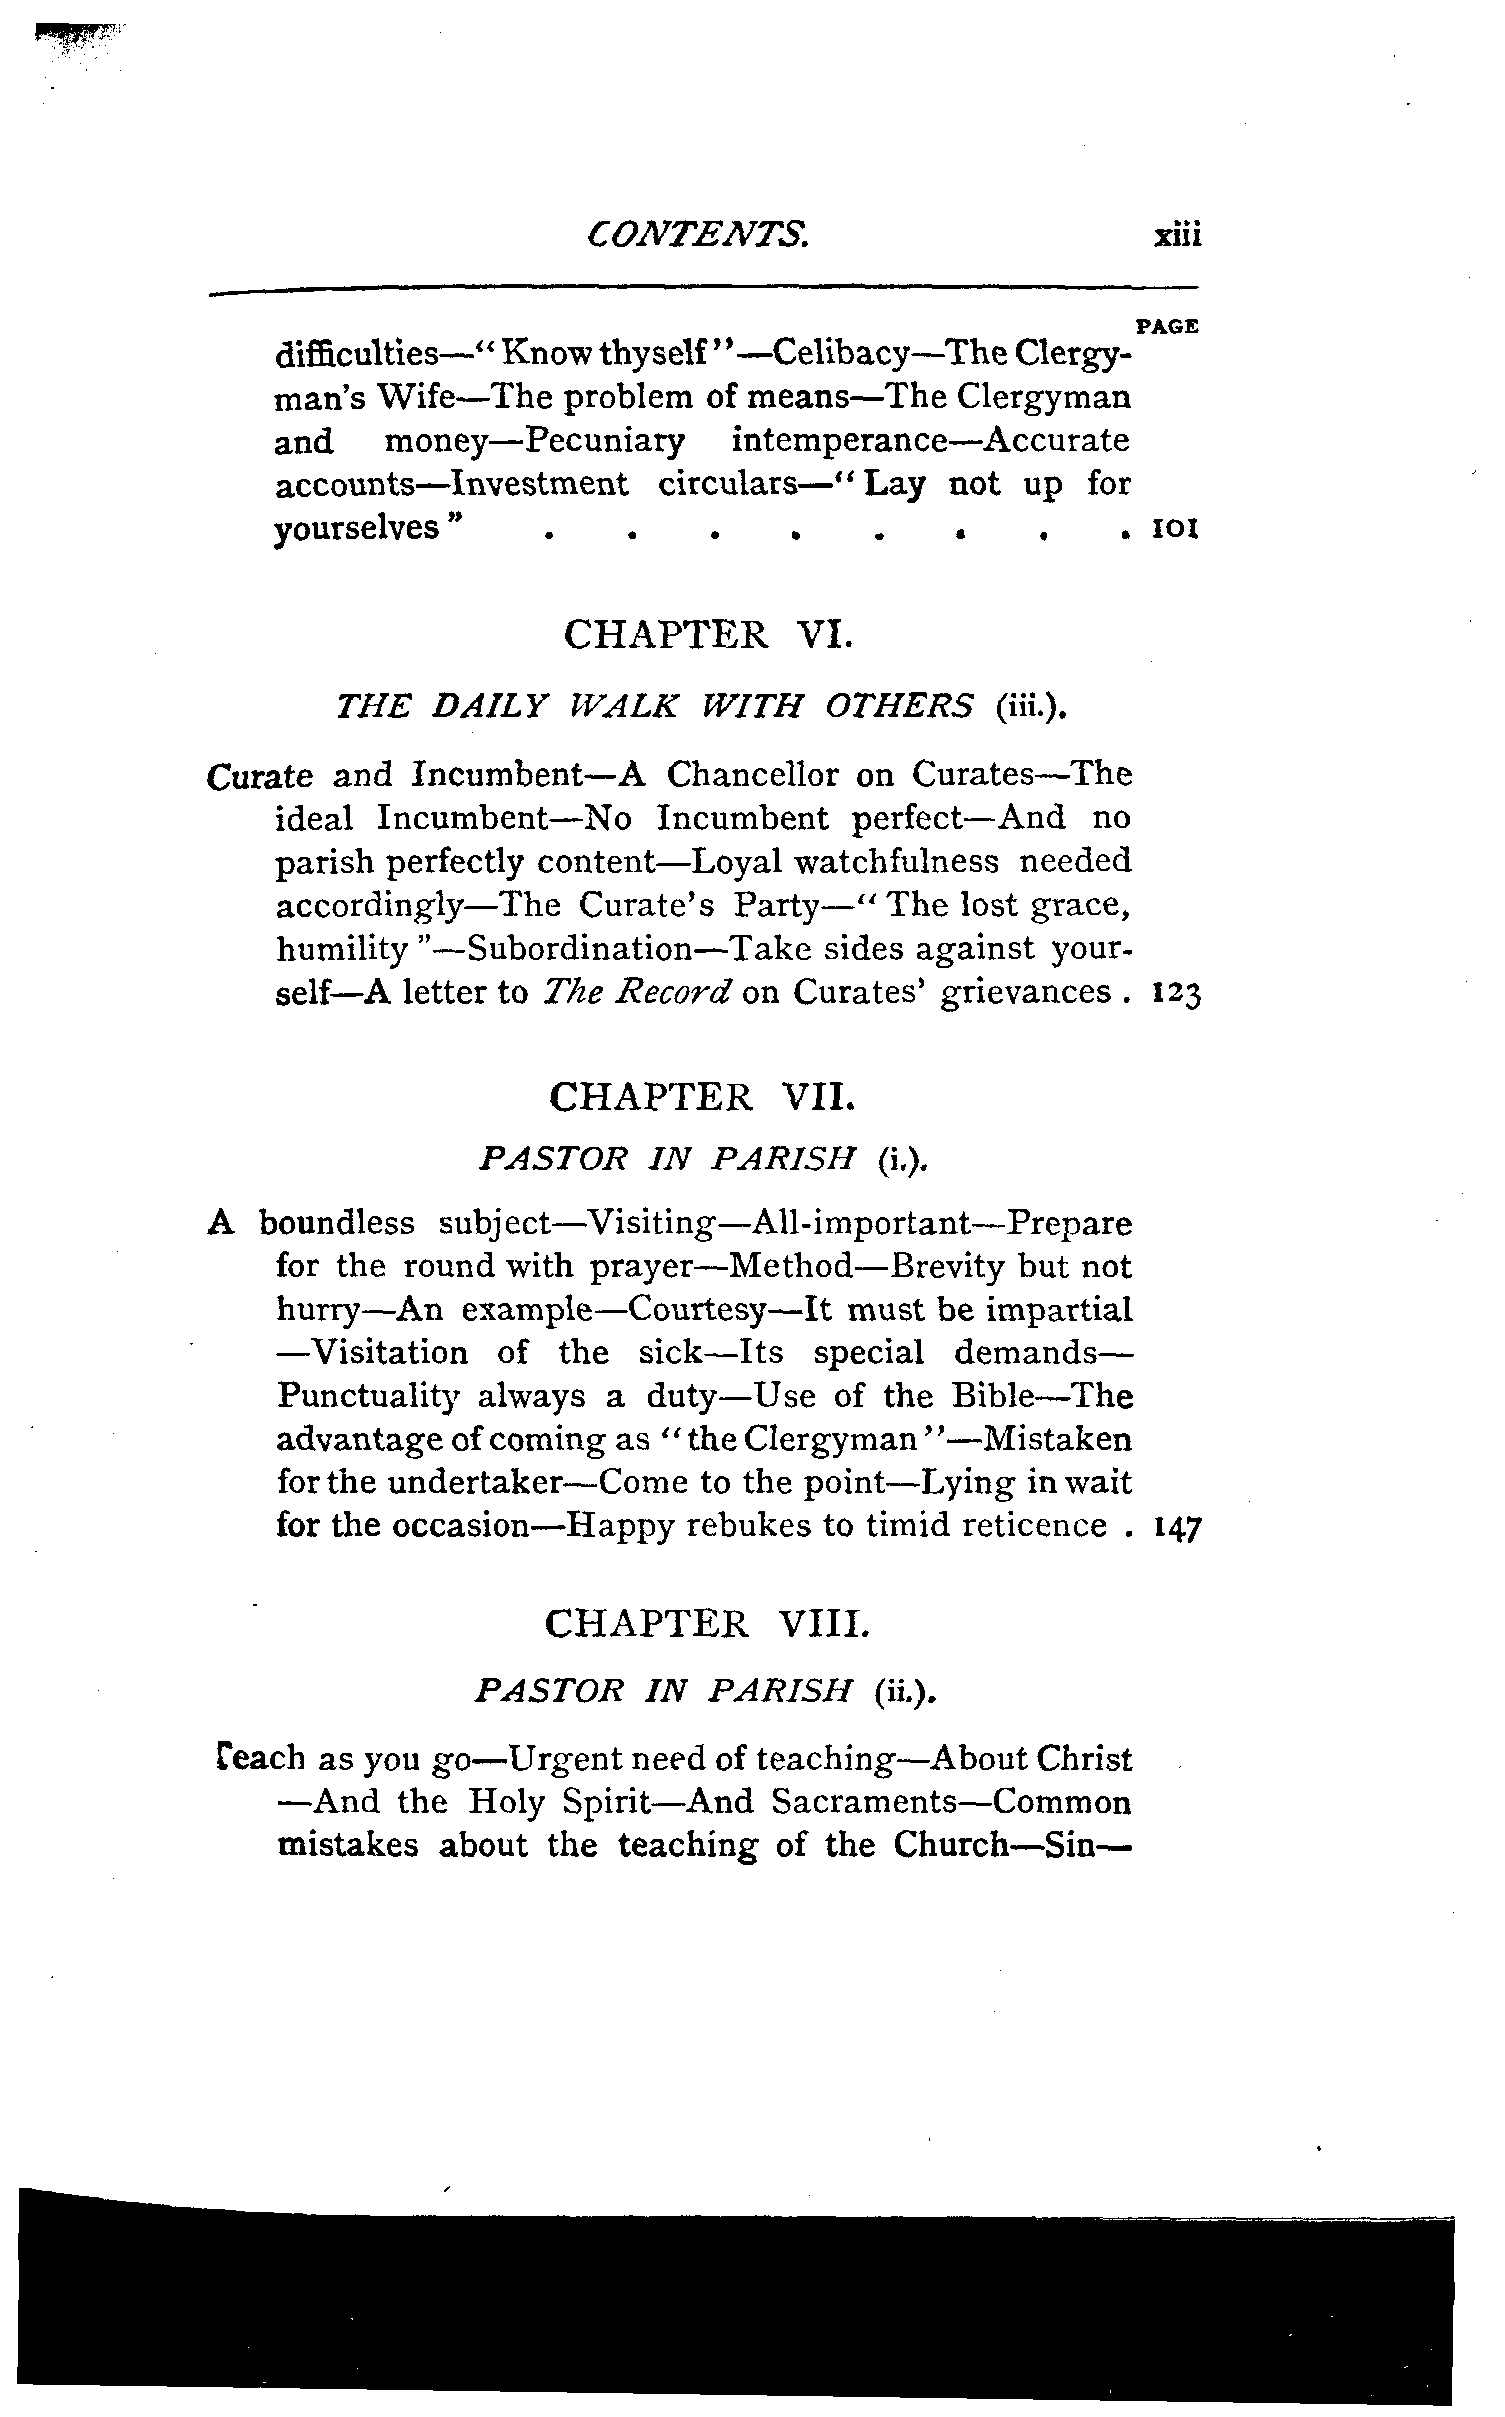 CONTENTS. xiii
PAGE
difficulties—“Know thyself”—Celibacy—The Clergy-
man's Wife—The problem of means—The Clergyman
and money—Pecuniary intemperance—Accurate
accounts—Investment circulars—“Lay not up for
yourselves” . . . . . . . . 101
CHAPTER VI.
THE DAILY WALK WITH OTHERS (iii.).
Curate and Incumbent—A Chancellor on Curates—The
ideal Incumbent—No Incumbent perfect—And no
parish perfectly content—Loyal watchfulness needed
accordingly—The Curate's Party—“The lost grace,
humility”—Subordination—Take sides against your-
self—A letter to The Record on Curates' grievances . 123
CHAPTER VII.
PASTOR IN PARISH (i.).
A boundless subject—Visiting—All-important—Prepare
for the round with prayer—Method—Brevity but not
hurry—An example—Courtesy—It must be impartial
—Visitation of the sick—Its special demands—
Punctuality always a duty—Use of the Bible—The
advantage of coming as “the Clergyman”—Mistaken
for the undertaker—Come to the point—Lying in wait
for the occasion—Happy rebukes to timid reticence . 147
CHAPTER VIII.
PASTOR IN PARISH (ii.).
Teach as you go—Urgent need of teaching—About Christ
—And the Holy Spirit—And Sacraments—Common
mistakes about the teaching of the Church—Sin—